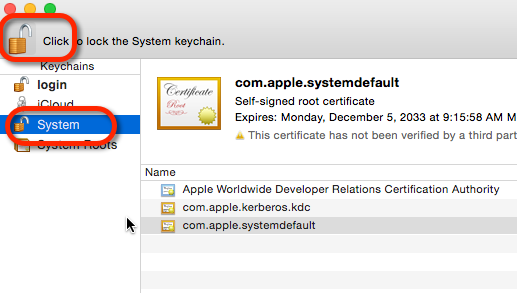 Click to lock the System keychain.
Keychains
login
iCloud
System
System Roots
Certificate
Root
com.apple.systemdefault
Self-signed root certificate
Expires: Monday, December 5, 2033 at 9:15:58 AM M
This certificate has not been verified by a third part
Name
Apple Worldwide Developer Relations Certification Authority
com.apple.kerberos.kdc
com.apple.systemdefault